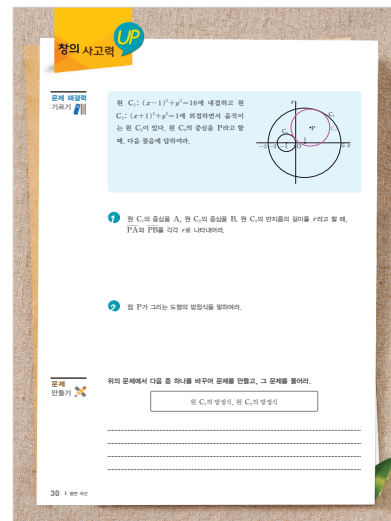 창의 사고력 UP
문제 해결력
기르기
원 C₁: (x−1)²+y²=16에 내접하고 원
C₂: (x+1)²+y²=1에 외접하면서 움직이
는 원 C₃이 있다. 원 C₃의 중심을 P라고 할
때, 다음 물음에 답하여라.
1 원 C₁의 중심을 A, 원 C₂의 중심을 B, 원 C₃의 반지름의 길이를 r라고 할 때,
PA와 PB를 각각 r로 나타내어라.
2 점 P가 그리는 도형의 방정식을 말하여라.
문제
만들기
위의 문제에서 다음 중 하나를 바꾸어 문제를 만들고, 그 문제를 풀어라.
원 C₁의 방정식, 원 C₂의 방정식
30 I. 평면 곡선